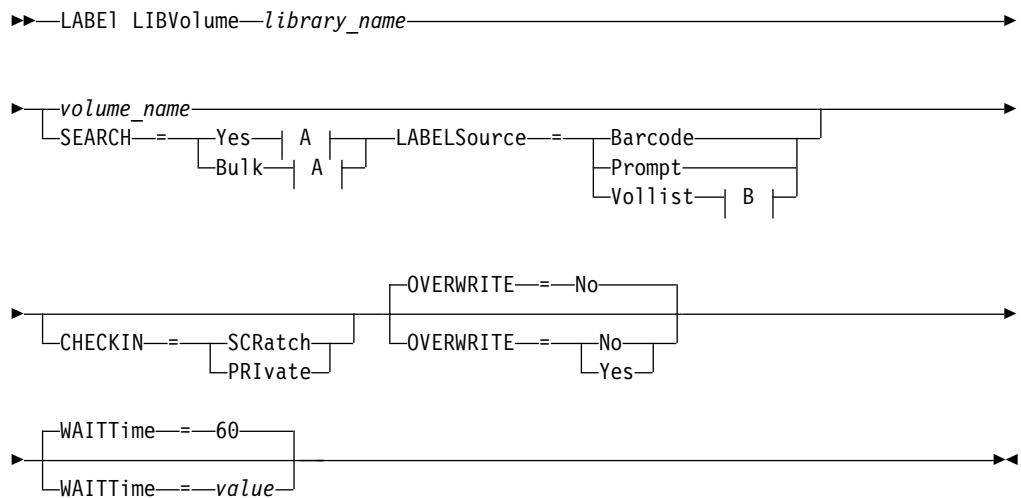 LABEl LIBVolume library_name
volume_name
SEARCH = Yes A LABELSource = Barcode
Bulk A Prompt
Vollist B
OVERWRITE = No
CHECKIN = SCRatch OVERWRITE = No
PRIvate Yes
WAITTime = 60
WAITTime = value